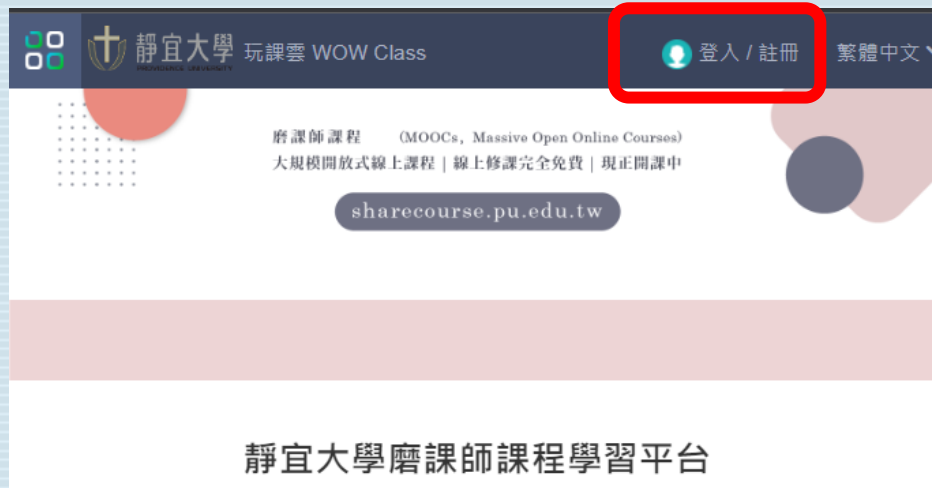 靜宜大學 玩課雲 WOW Class 登入 / 註冊 繁體中文
PROVIDENCE UNIVERSITY
磨課師課程 (MOOCs, Massive Open Online Courses)
大規模開放式線上課程 | 線上修課完全免費 | 現正開課中
sharecourse.pu.edu.tw
靜宜大學磨課師課程學習平台